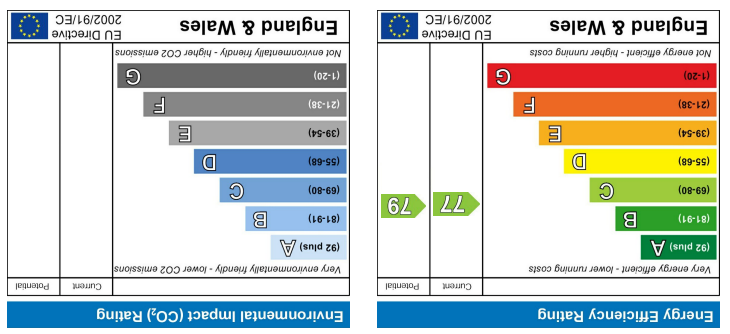 Energy Efficiency Rating
Current Potential
Very energy efficient - lower running costs
(92 plus) A
(81-91) B
(69-80) C
(55-68) D
(39-54) E
(21-38) F
(1-20) G
77
79
Not energy efficient - higher running costs
England & Wales
EU Directive
2002/91/EC
Environmental Impact (CO₂) Rating
Current Potential
Very environmentally friendly - lower CO2 emissions
(92 plus) A
(81-91) B
(69-80) C
(55-68) D
(39-54) E
(21-38) F
(1-20) G
Not environmentally friendly - higher CO2 emissions
England & Wales
EU Directive
2002/91/EC